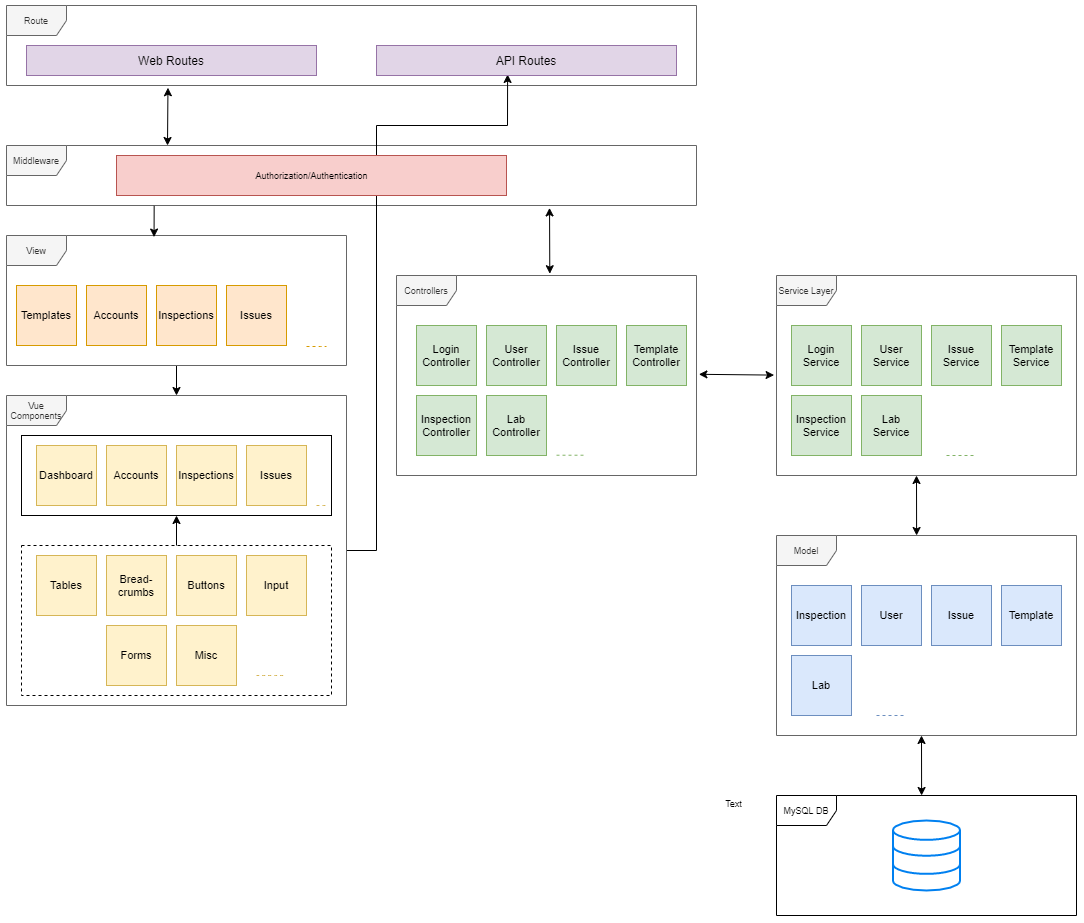 Route
Web Routes
API Routes
Middleware
Authorization/Authentication
View
Templates
Accounts
Inspections
Issues
Vue
Components
Dashboard
Accounts
Inspections
Issues
Tables
Bread-
crumbs
Buttons
Input
Forms
Misc
Controllers
Login
Controller
User
Controller
Issue
Controller
Template
Controller
Inspection
Controller
Lab
Controller
Service Layer
Login
Service
User
Service
Issue
Service
Template
Service
Inspection
Service
Lab
Service
Model
Inspection
User
Issue
Template
Lab
Text
MySQL DB